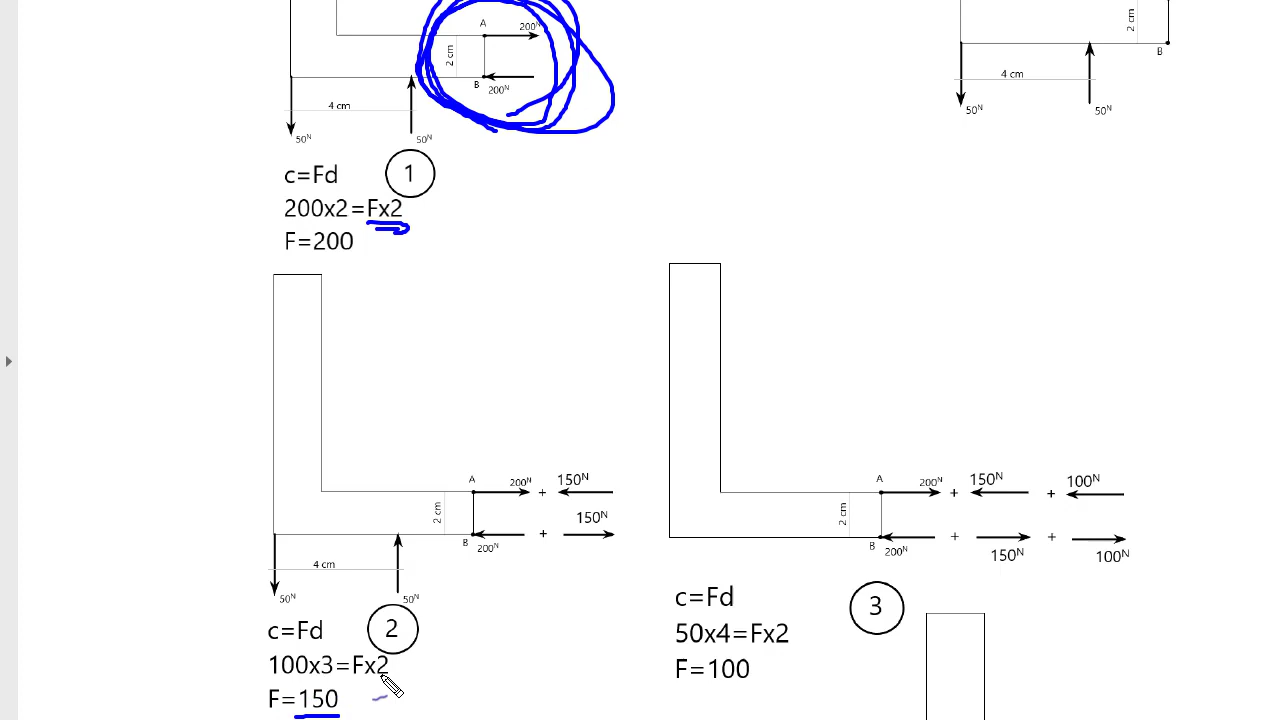 A
200N
2 cm
B
200N
4 cm
50N
50N
2 cm
B
4 cm
50N
50N
c=Fd
1
200x2=Fx2
F=200
A
200N
+
150N
2 cm
150N
B
200N
+
4 cm
50N
50N
c=Fd
2
100x3=Fx2
F=150
A
200N
+
150N
+
100N
2 cm
B
200N
+
150N
+
100N
c=Fd
3
50x4=Fx2
F=100